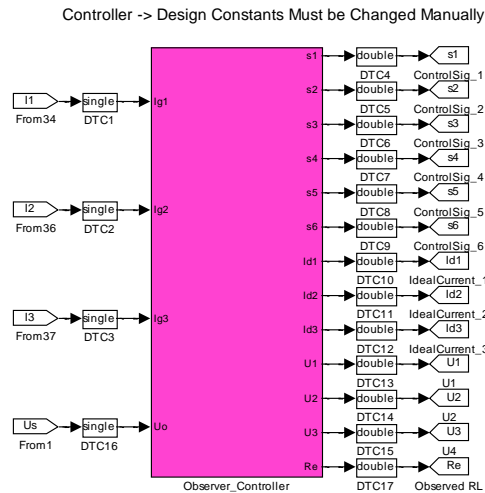 Controller -> Design Constants Must be Changed Manually
s1 double s1
DTC4 ControlSig_1
I1 single Ig1
From34 DTC1
s2 double s2
DTC5 ControlSig_2
s3 double s3
DTC6 ControlSig_3
s4 double s4
DTC7 ControlSig_4
s5 double s5
DTC8 ControlSig_5
I2 single Ig2
From36 DTC2
s6 double s6
DTC9 ControlSig_6
Id1 double Id1
DTC10 IdealCurrent_1
Id2 double Id2
DTC11 IdealCurrent_2
I3 single Ig3
From37 DTC3
Id3 double Id3
DTC12 IdealCurrent_3
U1 double U1
DTC13 U1
U2 double U2
DTC14 U2
Us single Uo
From1 DTC16
U3 double U3
DTC15 U4
Re double Re
Observer_Controller DTC17 Observed RL